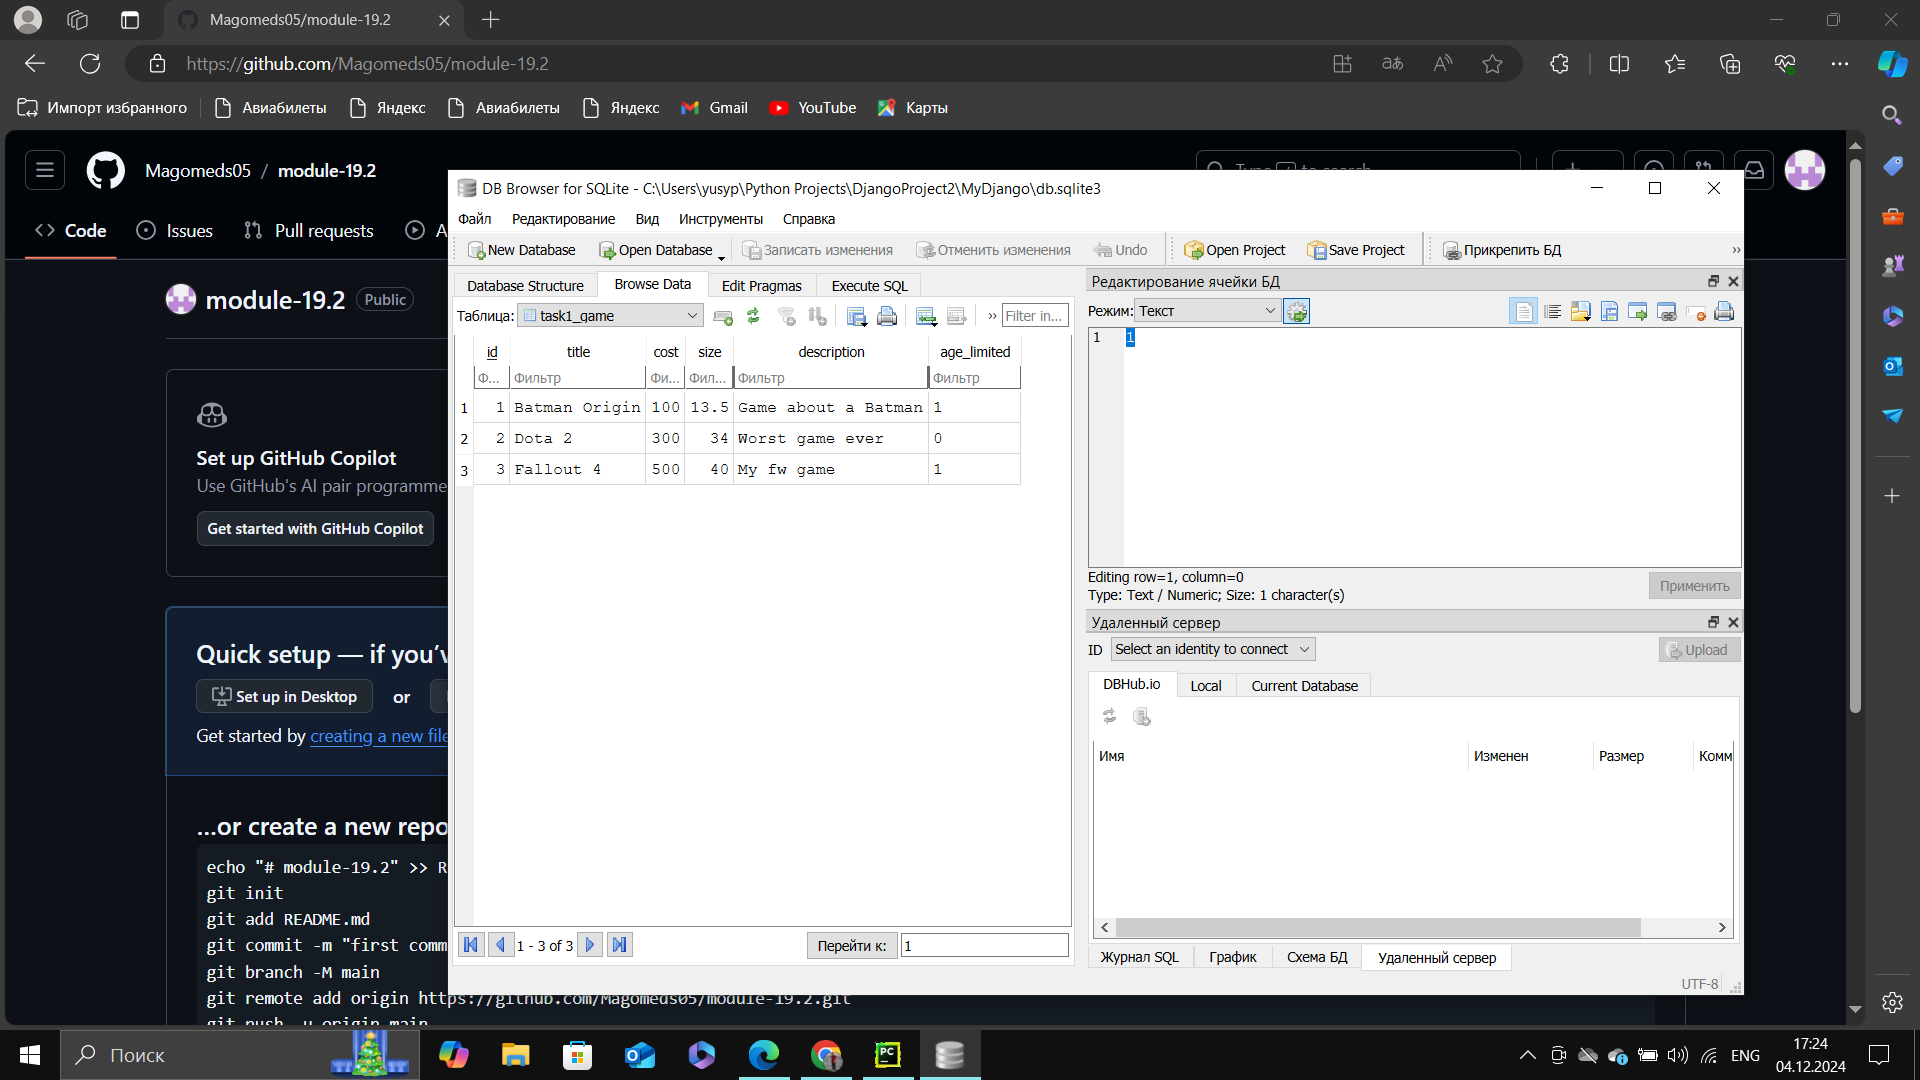 Magomeds05/module-19.2
https://github.com/Magomeds05/module-19.2
Импорт избранного
Авиабилеты
Яндекс
Авиабилеты
Яндекс
Gmail
YouTube
Карты
Magomeds05 / module-19.2
Code
Issues
Pull requests
A
module-19.2
Public
Set up GitHub Copilot
Use GitHub's AI pair programme
Get started with GitHub Copilot
Quick setup — if you'v
Set up in Desktop
or
Get started by creating a new file
...or create a new repo
echo "# module-19.2" >> R
git init
git add README.md
git commit -m "first comm
git branch -M main
git remote add origin https://github.com/Magomeds05/module-19.2.git
git push -u origin main
DB Browser for SQLite - C:\Users\yusyp\Python Projects\DjangoProject2\MyDjango\db.sqlite3
Файл
Редактирование
Вид
Инструменты
Справка
New Database
Open Database
Записать изменения
Отменить изменения
Undo
Open Project
Save Project
Прикрепить БД
Database Structure
Browse Data
Edit Pragmas
Execute SQL
Таблица:
task1_game
Filter in...
id title cost size description age_limited
Ф... Фильтр Фи... Фил... Фильтр Фильтр
1 1 Batman Origin 100 13.5 Game about a Batman 1
2 2 Dota 2 300 34 Worst game ever 0
3 3 Fallout 4 500 40 My fw game 1
1 - 3 of 3
Перейти к:
1
Редактирование ячейки БД
Режим:
Текст
1 1
Editing row=1, column=0
Type: Text / Numeric; Size: 1 character(s)
Применить
Удаленный сервер
ID
Select an identity to connect
Upload
DBHub.io
Local
Current Database
Имя
Изменен
Размер
Комм
Журнал SQL
График
Схема БД
Удаленный сервер
UTF-8
Поиск
ENG
17:24
04.12.2024